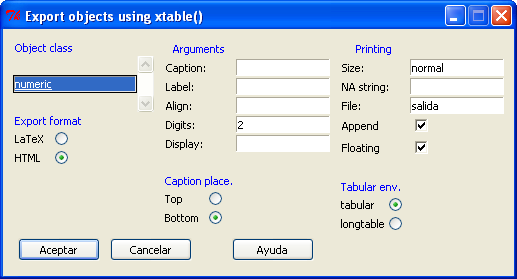 Export objects using xtable()
Object class
numeric
Export format
LaTeX
HTML
Arguments
Caption:
Label:
Align:
Digits: 2
Display:
Caption place.
Top
Bottom
Printing
Size: normal
NA string:
File: salida
Append
Floating
Tabular env.
tabular
longtable
Aceptar Cancelar Ayuda